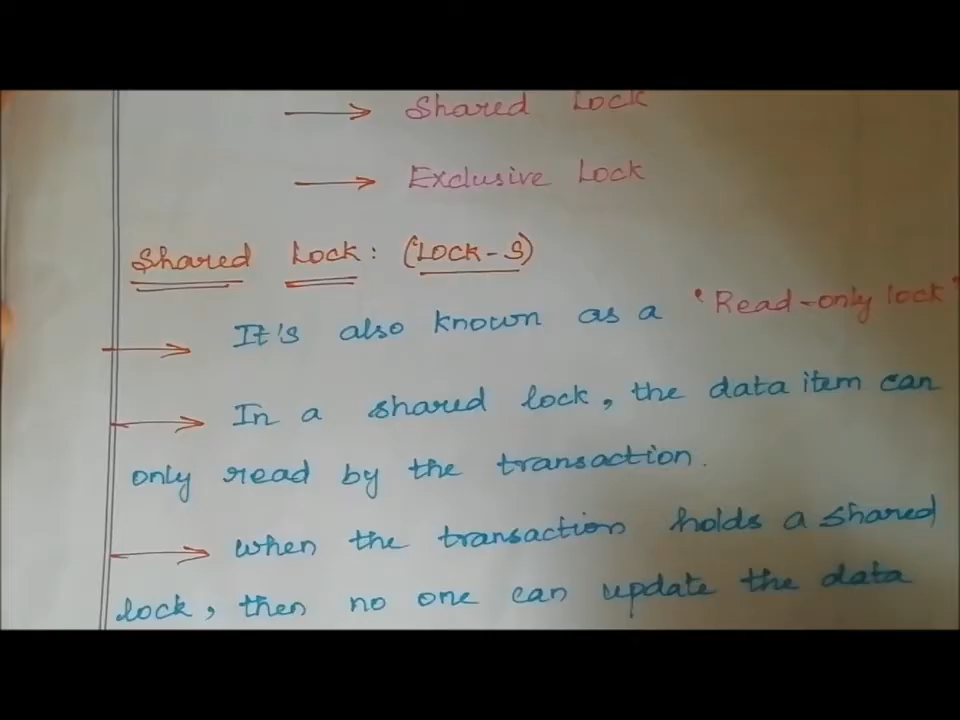 → Shared Lock
→ Exclusive Lock
Shared Lock: (Lock-S)
→ It's also known as a "Read-only lock"
→ In a shared lock, the data item can
only read by the transaction.
→ when the transaction holds a shared
lock, then no one can update the data